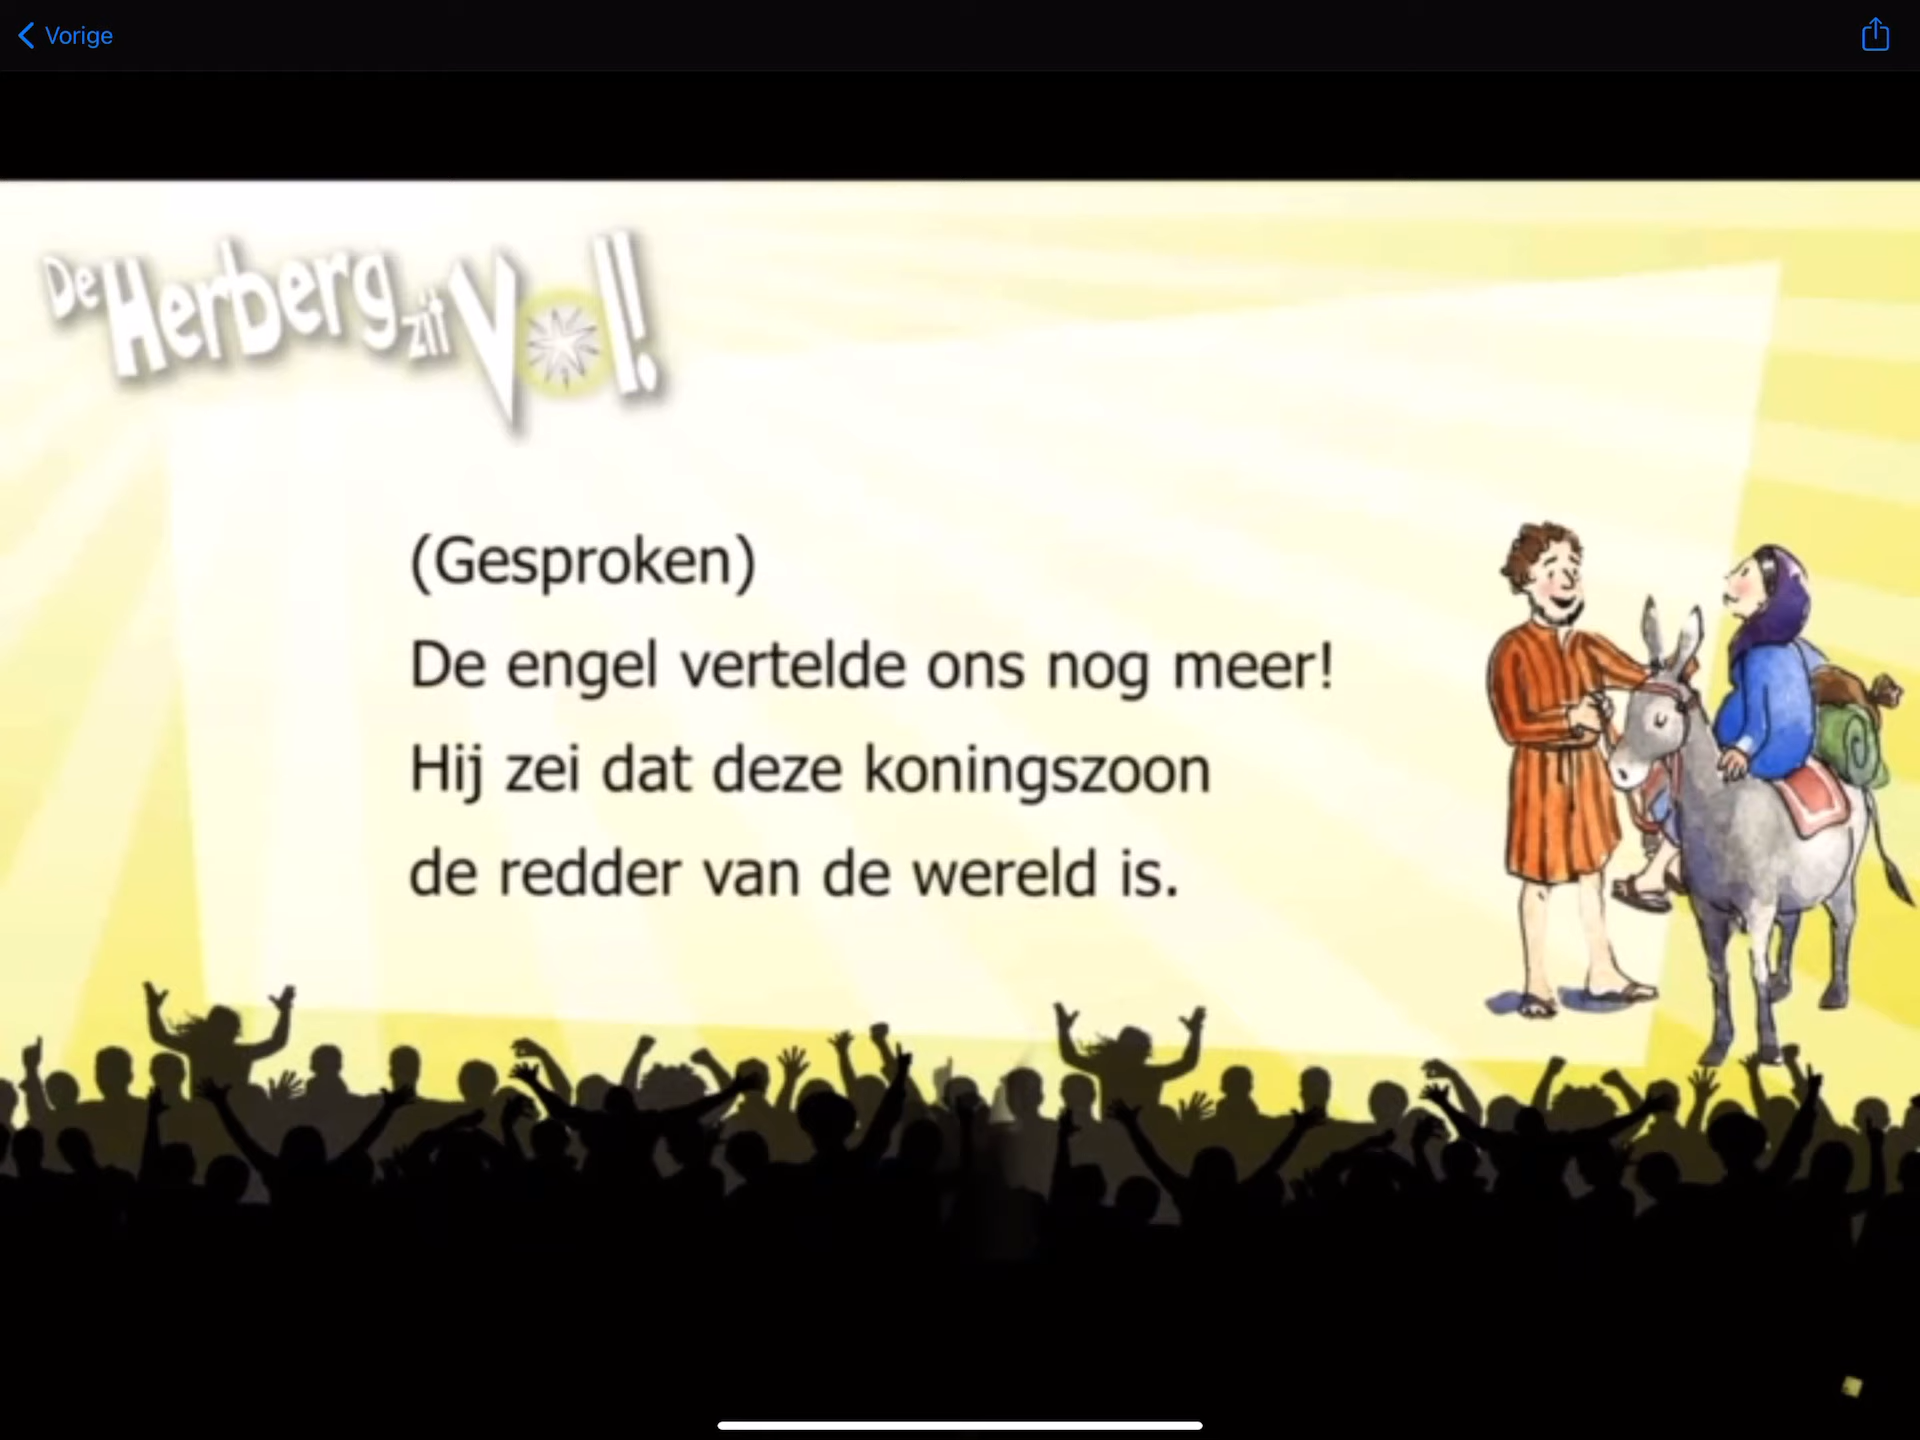 Vorige
De Herberg zit Vol!
(Gesproken)
De engel vertelde ons nog meer!
Hij zei dat deze koningszoon
de redder van de wereld is.